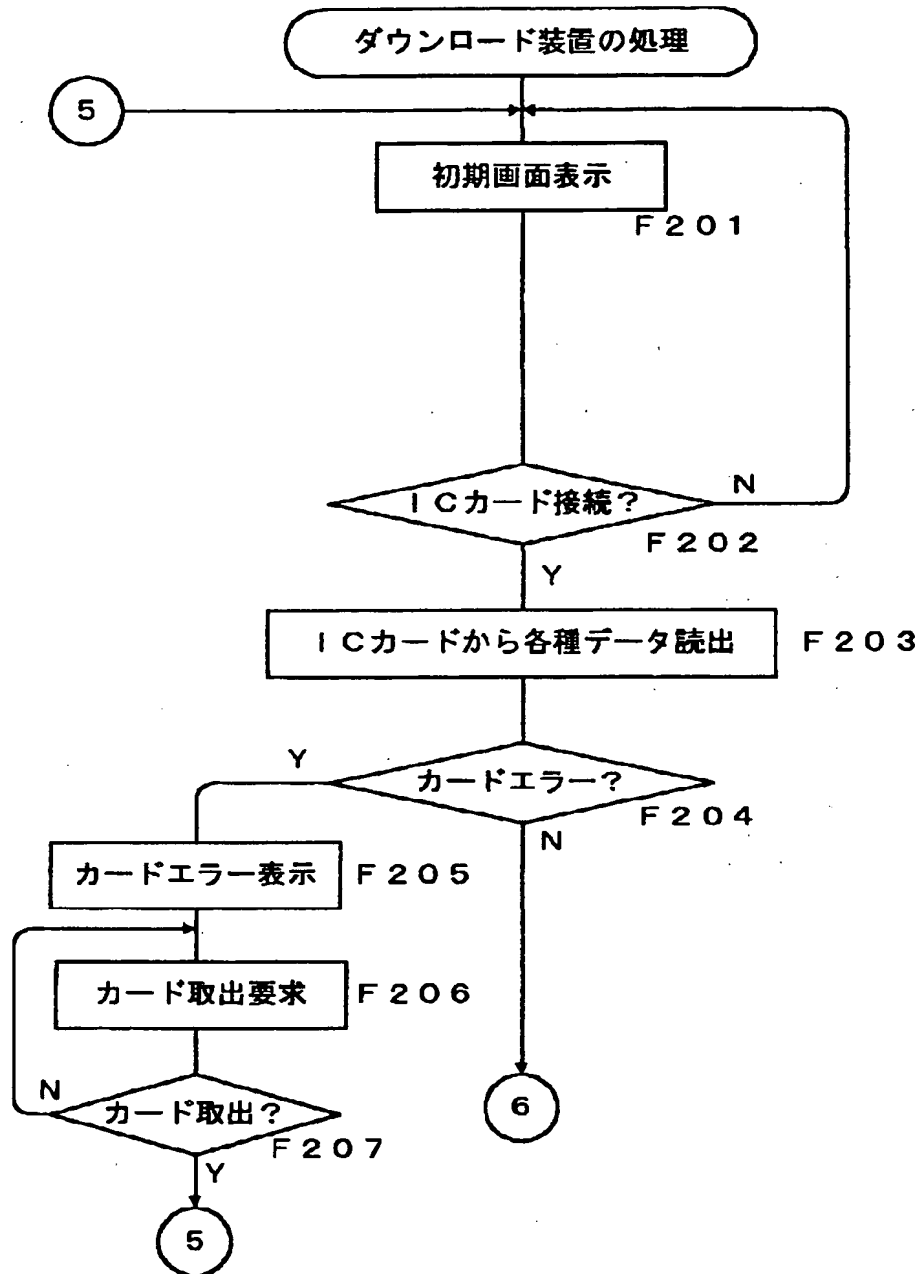 ダウンロード装置の処理
5
初期画面表示
F201
ICカード接続?
N
F202
Y
ICカードから各種データ読出
F203
Y
カードエラー?
F204
N
カードエラー表示
F205
カード取出要求
F206
N
カード取出?
F207
Y
6
5